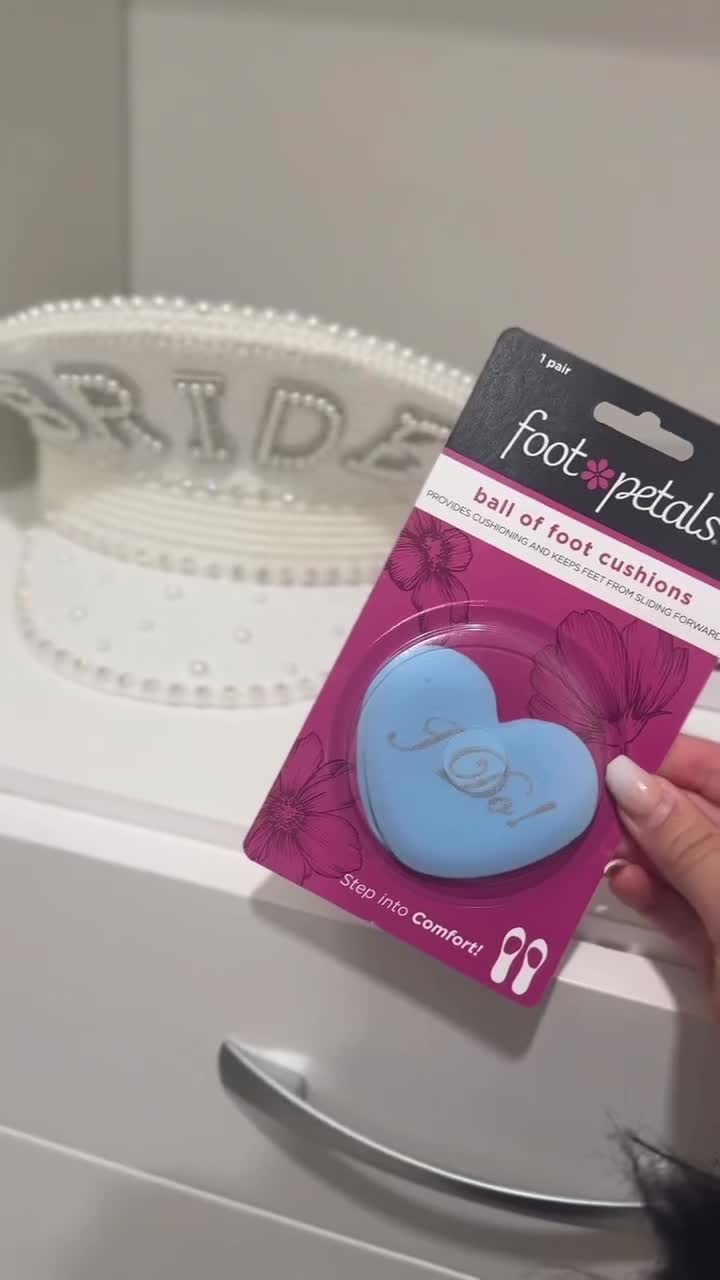 BRIDE
1 pair
foot petals
ball of foot cushions
PROVIDES CUSHIONING AND KEEPS FEET FROM SLIDING FORWARD
I Do!
Step into Comfort!